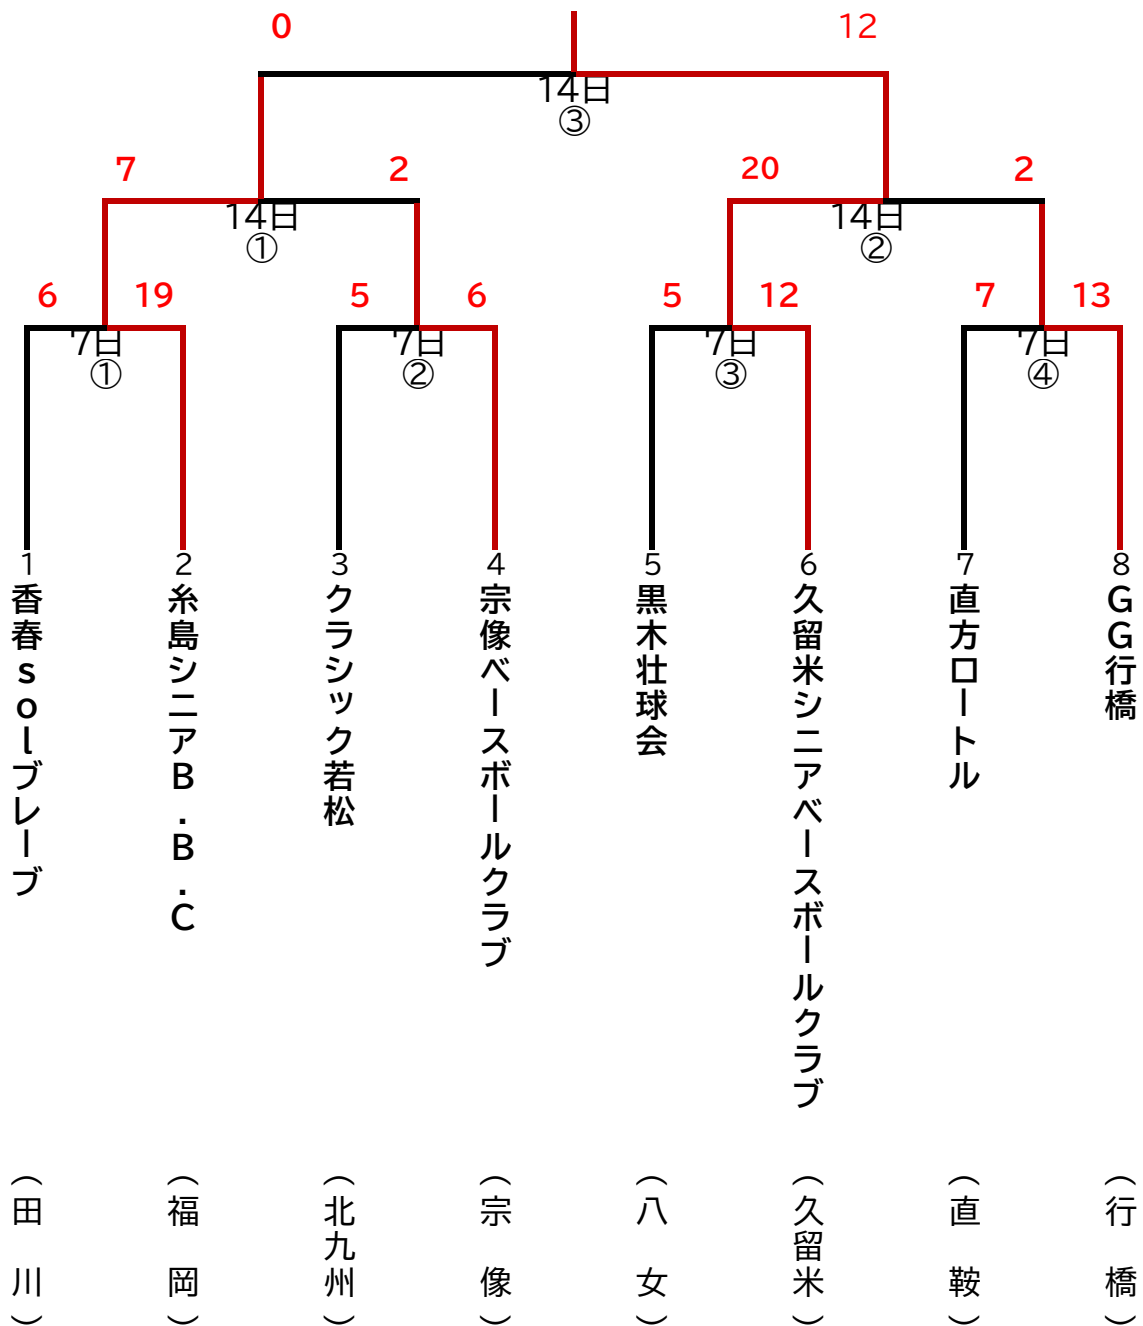 0
12
14日
③
7
2
20
2
14日
①
14日
②
6
19
5
6
5
12
7
13
7日
①
7日
②
7日
③
7日
④
1
香春solブレーブ
（田川）
2
糸島シニアB.B.C
（福岡）
3
クラシック若松
（北九州）
4
宗像ベースボールクラブ
（宗像）
5
黒木壮球会
（八女）
6
久留米シニアベースボールクラブ
（久留米）
7
直方ロートル
（直鞍）
8
GG行橋
（行橋）